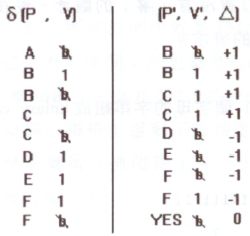 δ [P , V] [P, V, △]
A ƀ B ƀ +1
B 1 B 1 +1
B ƀ C 1 +1
C 1 C 1 +1
C ƀ D ƀ -1
D 1 E ƀ -1
E 1 F ƀ -1
F 1 F 1 -1
F ƀ YES ƀ 0